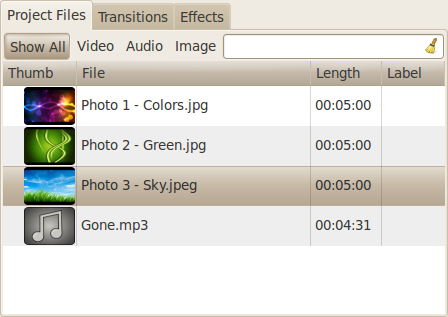 Project Files Transitions Effects
Show All Video Audio Image
Thumb File Length Label
Photo 1 - Colors.jpg 00:05:00
Photo 2 - Green.jpg 00:05:00
Photo 3 - Sky.jpeg 00:05:00
Gone.mp3 00:04:31